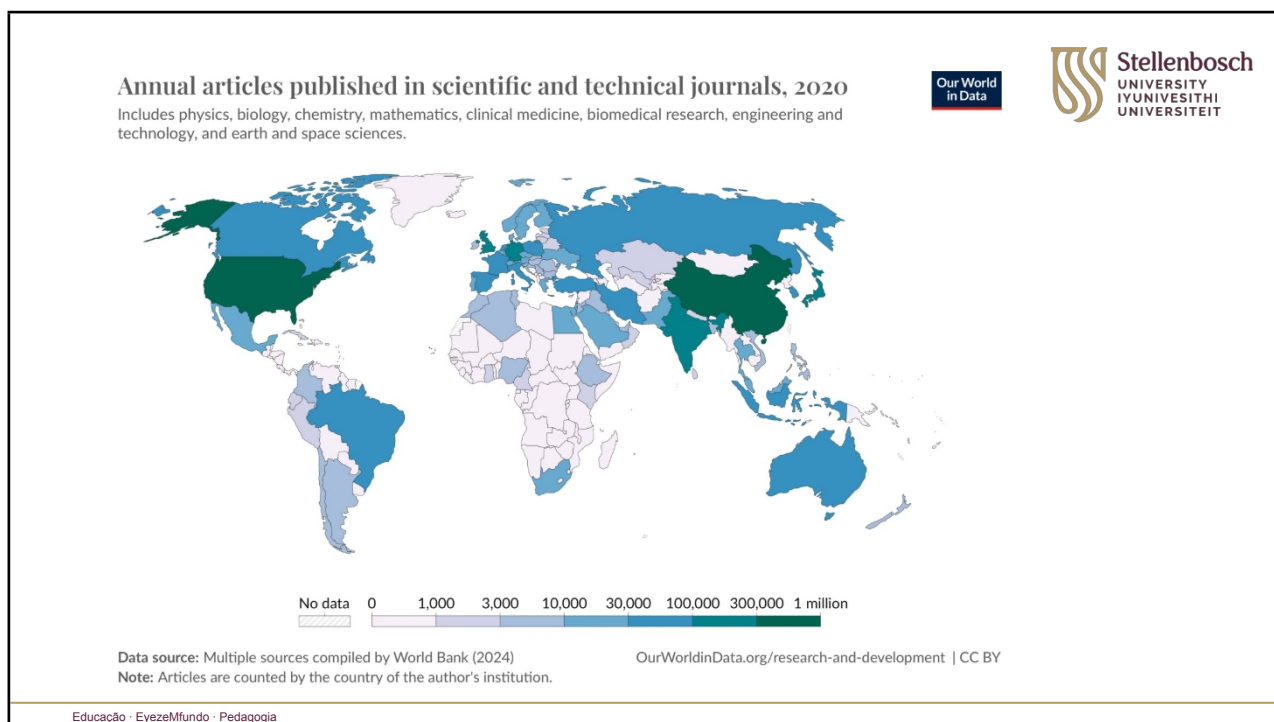 Annual articles published in scientific and technical journals, 2020
Includes physics, biology, chemistry, mathematics, clinical medicine, biomedical research, engineering and
technology, and earth and space sciences.
Our World
in Data
Stellenbosch
UNIVERSITY
IYUNIVESITHI
UNIVERSITEIT
No data
0
1,000
3,000
10,000
30,000
100,000
300,000
1 million
Data source: Multiple sources compiled by World Bank (2024)
OurWorldinData.org/research-and-development | CC BY
Note: Articles are counted by the country of the author's institution.
Educação · EyezeMfundo · Pedagogia